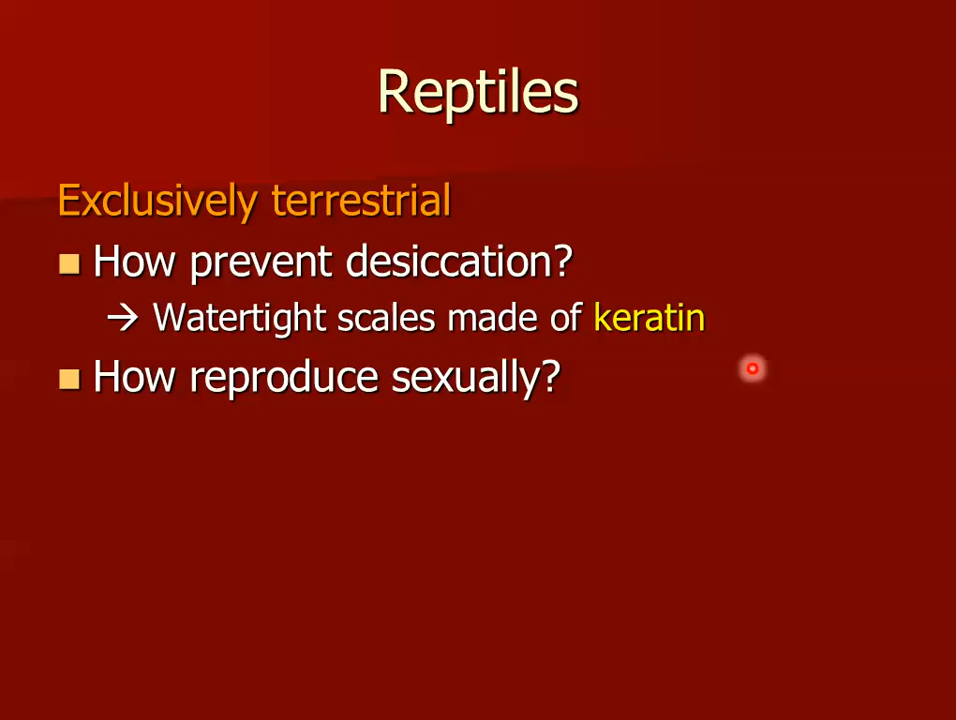 Reptiles
Exclusively terrestrial
■ How prevent desiccation?
→ Watertight scales made of keratin
■ How reproduce sexually?